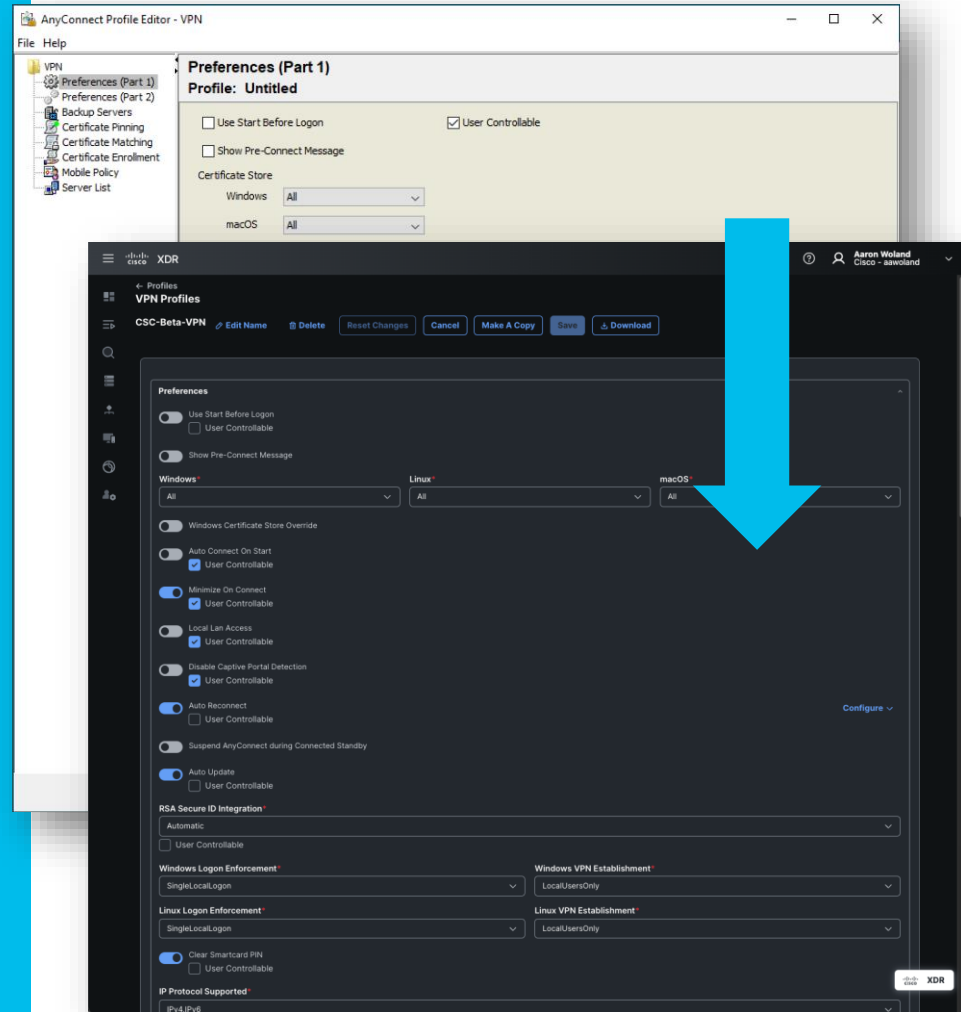 AnyConnect Profile Editor - VPN
File Help
VPN
Preferences (Part 1)
Preferences (Part 2)
Backup Servers
Certificate Pinning
Certificate Matching
Certificate Enrollment
Mobile Policy
Server List
Preferences (Part 1)
Profile: Untitled
Use Start Before Logon
User Controllable
Show Pre-Connect Message
Certificate Store
Windows All
macOS All
CISCO XDR
Aaron Woland
Cisco - aawoland
← Profiles
VPN Profiles
CSC-Beta-VPN Edit Name Delete Reset Changes Cancel Make A Copy Save Download
Preferences
Use Start Before Logon
User Controllable
Show Pre-Connect Message
Windows* Linux* macOS*
All All All
Windows Certificate Store Override
Auto Connect On Start
User Controllable
Minimize On Connect
User Controllable
Local Lan Access
User Controllable
Disable Captive Portal Detection
User Controllable
Auto Reconnect Configure
User Controllable
Suspend AnyConnect during Connected Standby
Auto Update
User Controllable
RSA Secure ID Integration*
Automatic
User Controllable
Windows Logon Enforcement* Windows VPN Establishment*
SingleLocalLogon LocalUsersOnly
Linux Logon Enforcement* Linux VPN Establishment*
SingleLocalLogon LocalUsersOnly
Clear Smartcard PIN
User Controllable
CISCO XDR
IP Protocol Supported*
IPv4,IPv6